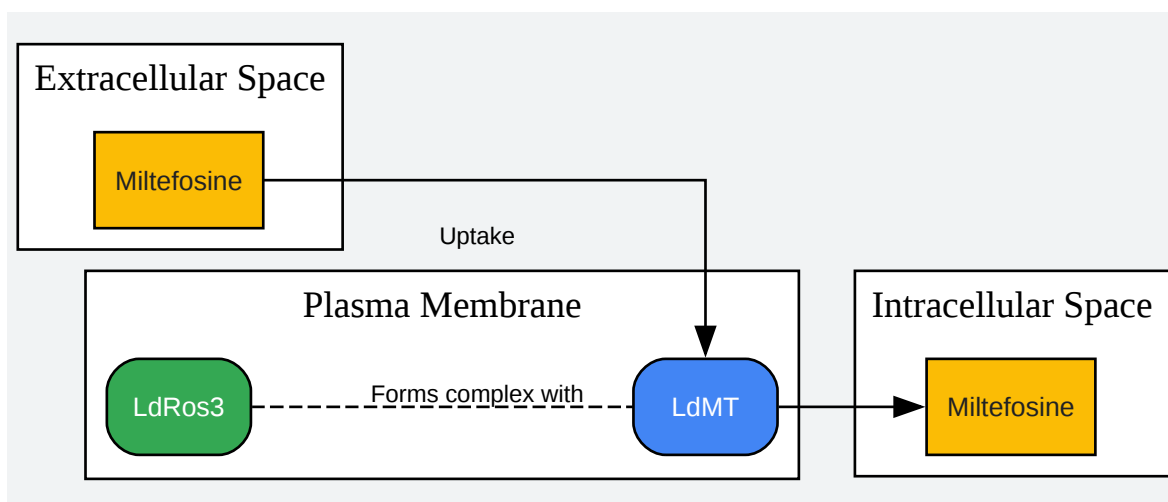 Extracellular Space
Miltefosine
Uptake
Plasma Membrane
Intracellular Space
LdRos3
Forms complex with
LdMT
Miltefosine